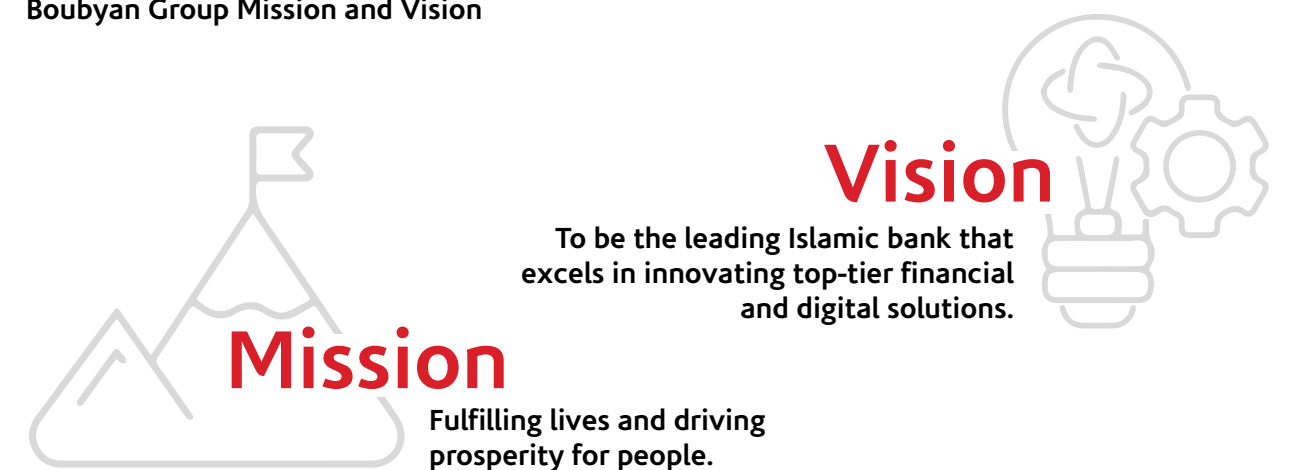 Boubyan Group Mission and Vision
Vision
To be the leading Islamic bank that
excels in innovating top-tier financial
and digital solutions.
Mission
Fulfilling lives and driving
prosperity for people.